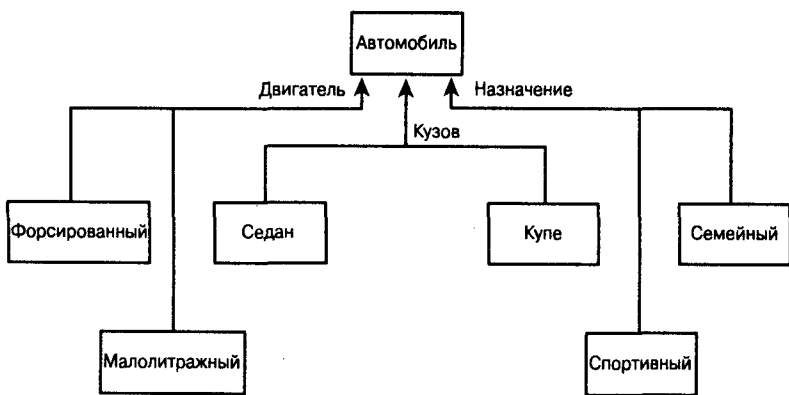 Автомобиль
Двигатель
Назначение
Кузов
Форсированный
Седан
Купе
Семейный
Малолитражный
Спортивный